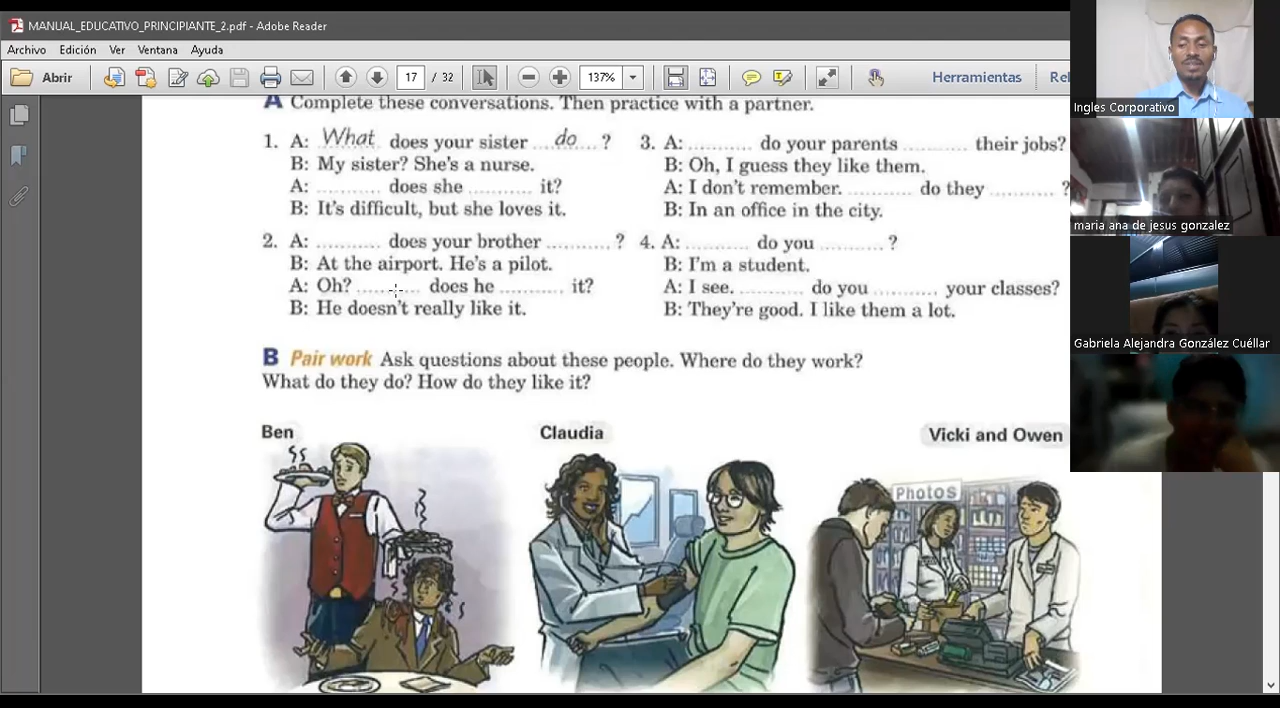 MANUAL_EDUCATIVO_PRINCIPIANTE_2.pdf - Adobe Reader
Archivo Edición Ver Ventana Ayuda
Abrir 17 / 32 137% Herramientas Rel
A Complete these conversations. Then practice with a partner.
1. A: What does your sister do ?
B: My sister? She's a nurse.
A: .......... does she .......... it?
B: It's difficult, but she loves it.
2. A: .......... does your brother .......... ?
B: At the airport. He's a pilot.
A: Oh? .......... does he .......... it?
B: He doesn't really like it.
3. A: .......... do your parents .......... their jobs?
B: Oh, I guess they like them.
A: I don't remember. .......... do they .......... ?
B: In an office in the city.
4. A: .......... do you .......... ?
B: I'm a student.
A: I see. .......... do you .......... your classes?
B: They're good. I like them a lot.
B Pair work Ask questions about these people. Where do they work?
What do they do? How do they like it?
Ben
Claudia
Vicki and Owen
Photos
Ingles Corporativo
maria ana de jesus gonzalez
Gabriela Alejandra González Cuéllar